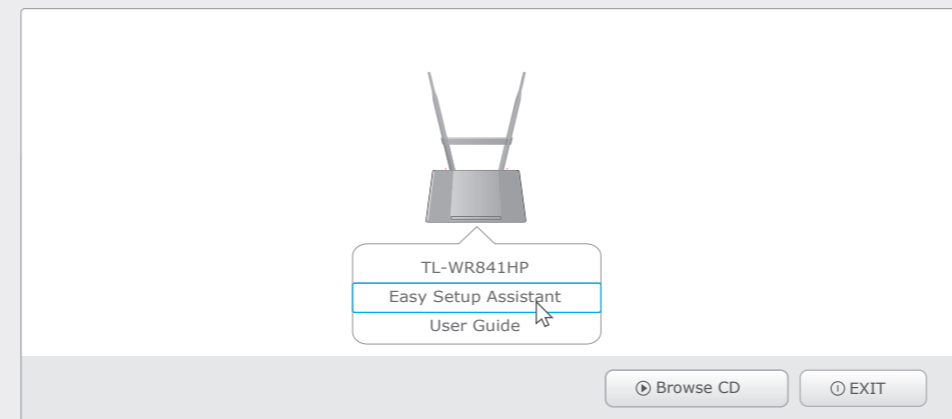 TL-WR841HP
Easy Setup Assistant
User Guide
Browse CD
EXIT